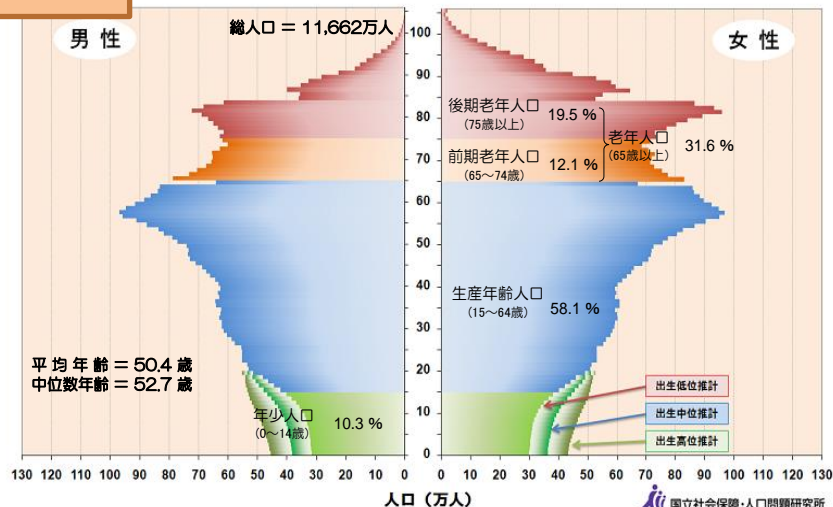 総人口 = 11,662万人
男 性
女 性
後期老年人口 19.5 %
(75歳以上)
老年人口 31.6 %
(65歳以上)
前期老年人口 12.1 %
(65～74歳)
生産年齢人口 58.1 %
(15～64歳)
平 均 年 齢 = 50.4 歳
中位数年齢 = 52.7 歳
年少人口 10.3 %
(0～14歳)
出生低位推計
出生中位推計
出生高位推計
100
90
80
70
60
50
40
30
20
10
0
130 120 110 100 90 80 70 60 50 40 30 20 10 0
0 10 20 30 40 50 60 70 80 90 100 110 120 130
人口 (万人)
国立社会保障・人口問題研究所